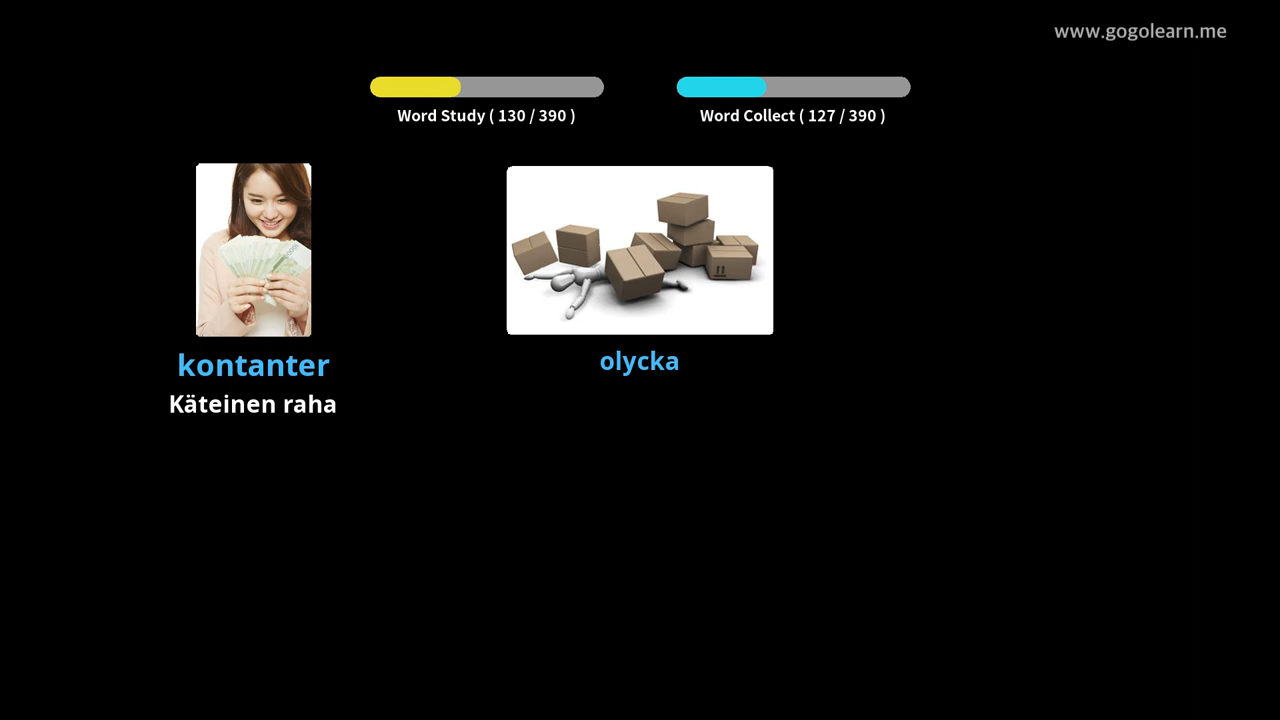 www.gogolearn.me
Word Study ( 130 / 390 )
Word Collect ( 127 / 390 )
kontanter
Käteinen raha
olycka